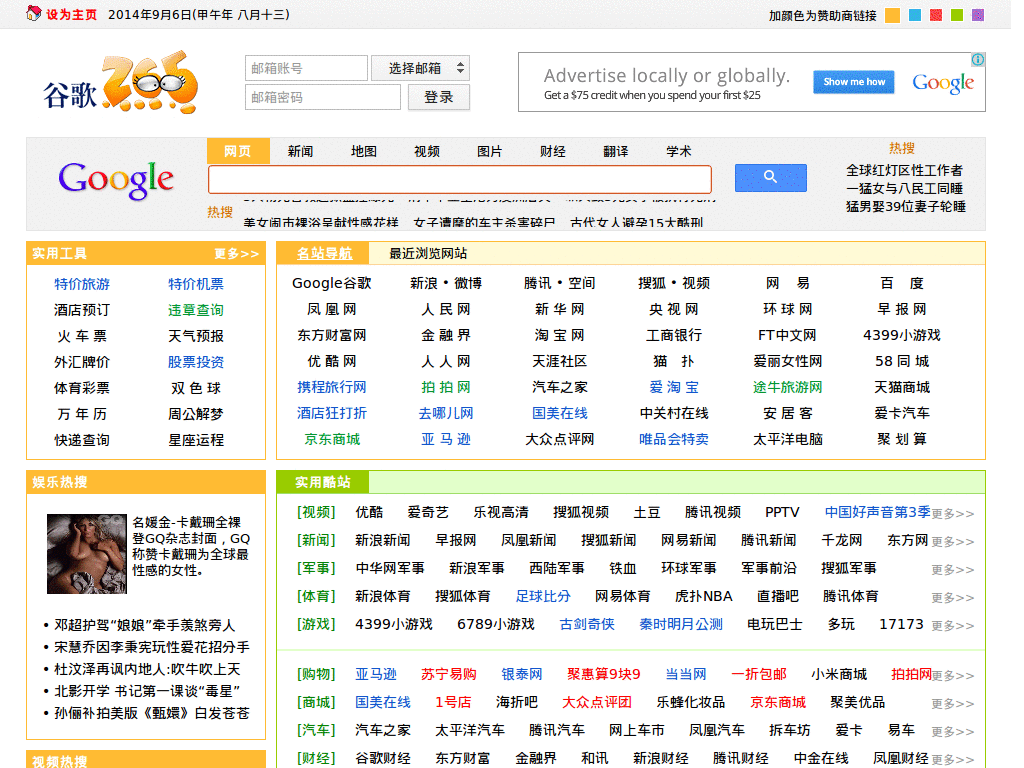 设为主页 2014年9月6日(甲午年 八月十三) 加颜色为赞助商链接
谷歌 265
邮箱账号 选择邮箱
邮箱密码 登录
Advertise locally or globally.
Get a $75 credit when you spend your first $25
Show me how Google
Google
网页 新闻 地图 视频 图片 财经 翻译 学术
热搜
美女闹市裸浴呈献性感花样 女子遭摩的车主杀害碎尸 古代女人避孕15大酷刑
热搜
全球红灯区性工作者
一猛女与八民工同睡
猛男娶39位妻子轮睡
实用工具 更多>>
特价旅游 特价机票
酒店预订 违章查询
火 车 票 天气预报
外汇牌价 股票投资
体育彩票 双 色 球
万 年 历 周公解梦
快递查询 星座运程
名站导航 最近浏览网站
Google谷歌 新浪 • 微博 腾讯 • 空间 搜狐 • 视频 网 易 百 度
凤 凰 网 人 民 网 新 华 网 央 视 网 环 球 网 早 报 网
东方财富网 金 融 界 淘 宝 网 工商银行 FT中文网 4399小游戏
优 酷 网 人 人 网 天涯社区 猫 扑 爱丽女性网 58 同 城
携程旅行网 拍 拍 网 汽车之家 爱 淘 宝 途牛旅游网 天猫商城
酒店狂打折 去哪儿网 国美在线 中关村在线 安 居 客 爱卡汽车
京东商城 亚 马 逊 大众点评网 唯品会特卖 太平洋电脑 聚 划 算
娱乐热搜
名媛金-卡戴珊全裸
登GQ杂志封面，GQ
称赞卡戴珊为全球最
性感的女性。
• 邓超护驾“娘娘”牵手羞煞旁人
• 宋慧乔因李秉宪玩性爱花招分手
• 杜汶泽再讽内地人:吹牛吹上天
• 北影开学 书记第一课谈“毒星”
• 孙俪补拍美版《甄嬛》白发苍苍
视频热搜
实用酷站
[视频] 优酷 爱奇艺 乐视高清 搜狐视频 土豆 腾讯视频 PPTV 中国好声音第3季 更多>>
[新闻] 新浪新闻 早报网 凤凰新闻 搜狐新闻 网易新闻 腾讯新闻 千龙网 东方网 更多>>
[军事] 中华网军事 新浪军事 西陆军事 铁血 环球军事 军事前沿 搜狐军事 更多>>
[体育] 新浪体育 搜狐体育 足球比分 网易体育 虎扑NBA 直播吧 腾讯体育 更多>>
[游戏] 4399小游戏 6789小游戏 古剑奇侠 秦时明月公测 电玩巴士 多玩 17173 更多>>
[购物] 亚马逊 苏宁易购 银泰网 聚惠算9块9 当当网 一折包邮 小米商城 拍拍网 更多>>
[商城] 国美在线 1号店 海折吧 大众点评团 乐蜂化妆品 京东商城 聚美优品 更多>>
[汽车] 汽车之家 太平洋汽车 腾讯汽车 网上车市 凤凰汽车 拆车坊 爱卡 易车 更多>>
[财经] 谷歌财经 东方财富 金融界 和讯 新浪财经 腾讯财经 中金在线 凤凰财经 更多>>